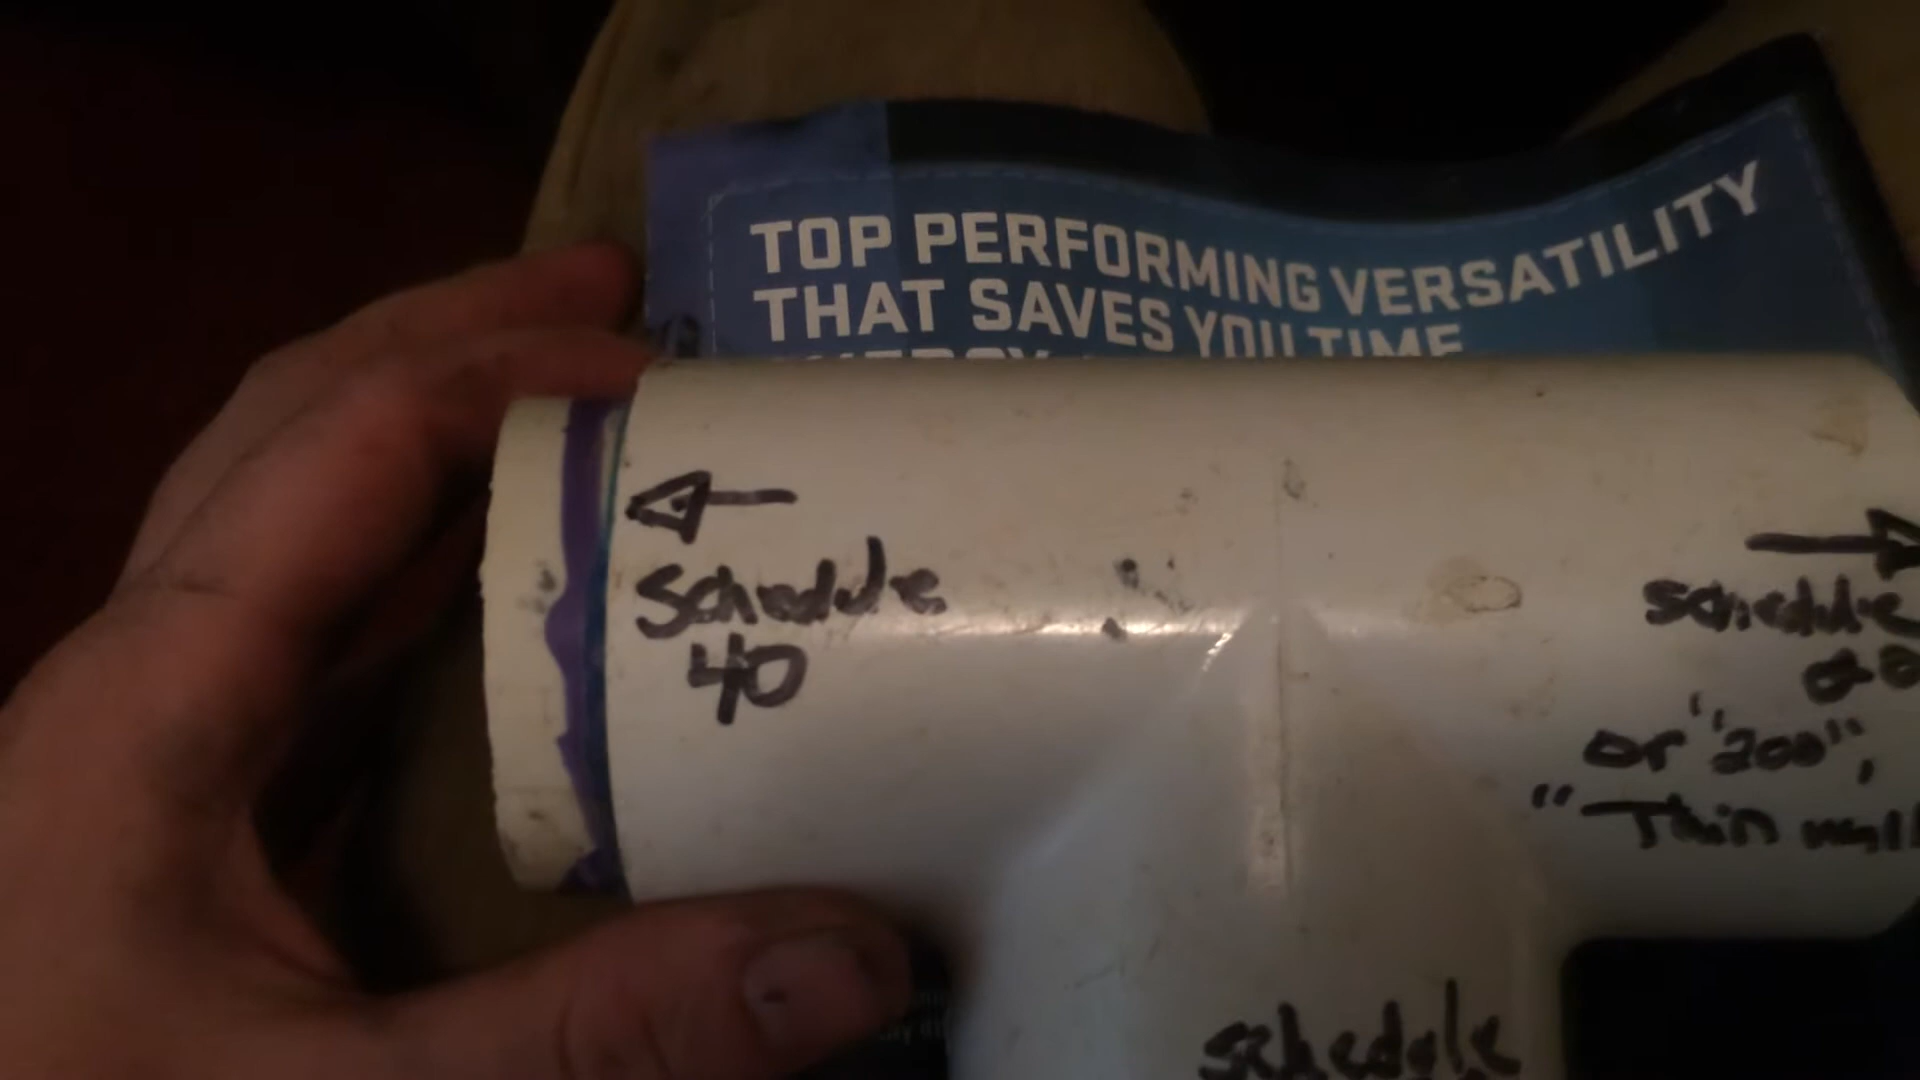 TOP PERFORMING VERSATILITY
THAT SAVES YOU TIME
Schedule
40
schedule
or "200",
"Thin wall
schedule